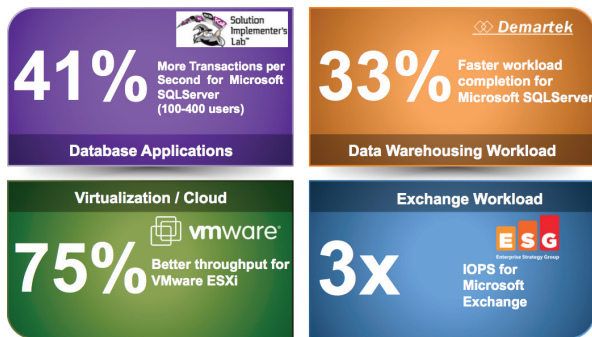 Solution
Implementer's
Lab™
41%
More Transactions per
Second for Microsoft
SQLServer
(100-400 users)
Database Applications
Demartek
33%
Faster workload
completion for
Microsoft SQLServer
Data Warehousing Workload
Virtualization / Cloud
vmware®
75%
Better throughput for
VMware ESXi
Exchange Workload
ESG
Enterprise Strategy Group
3x
IOPS for
Microsoft
Exchange